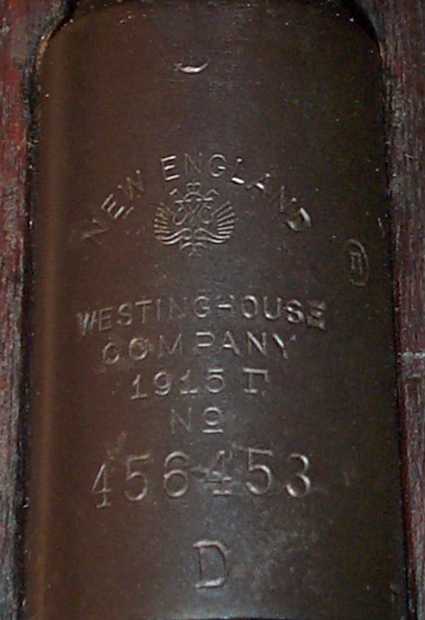 NEW ENGLAND
WESTINGHOUSE
COMPANY
1915 Г.
№
456453
D